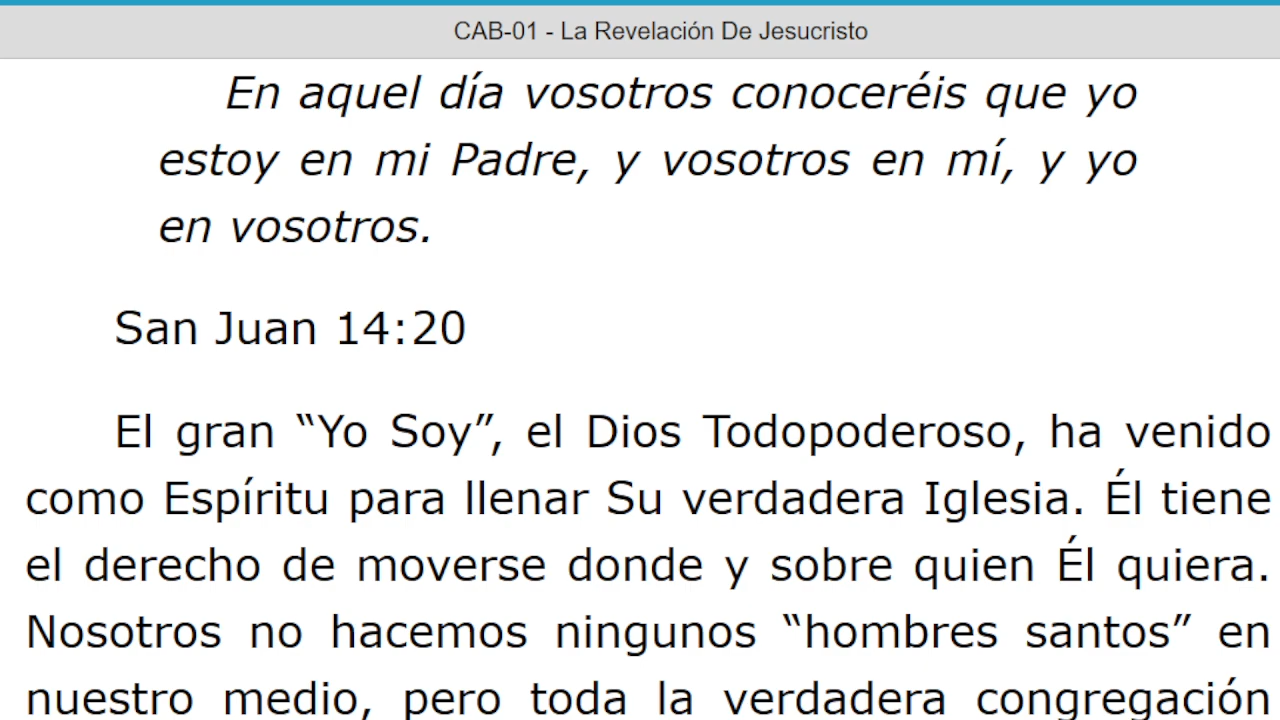 CAB-01 - La Revelación De Jesucristo
En aquel día vosotros conoceréis que yo
estoy en mi Padre, y vosotros en mí, y yo
en vosotros.
San Juan 14:20
El gran “Yo Soy”, el Dios Todopoderoso, ha venido
como Espíritu para llenar Su verdadera Iglesia. Él tiene
el derecho de moverse donde y sobre quien Él quiera.
Nosotros no hacemos ningunos “hombres santos” en
nuestro medio, pero toda la verdadera congregación